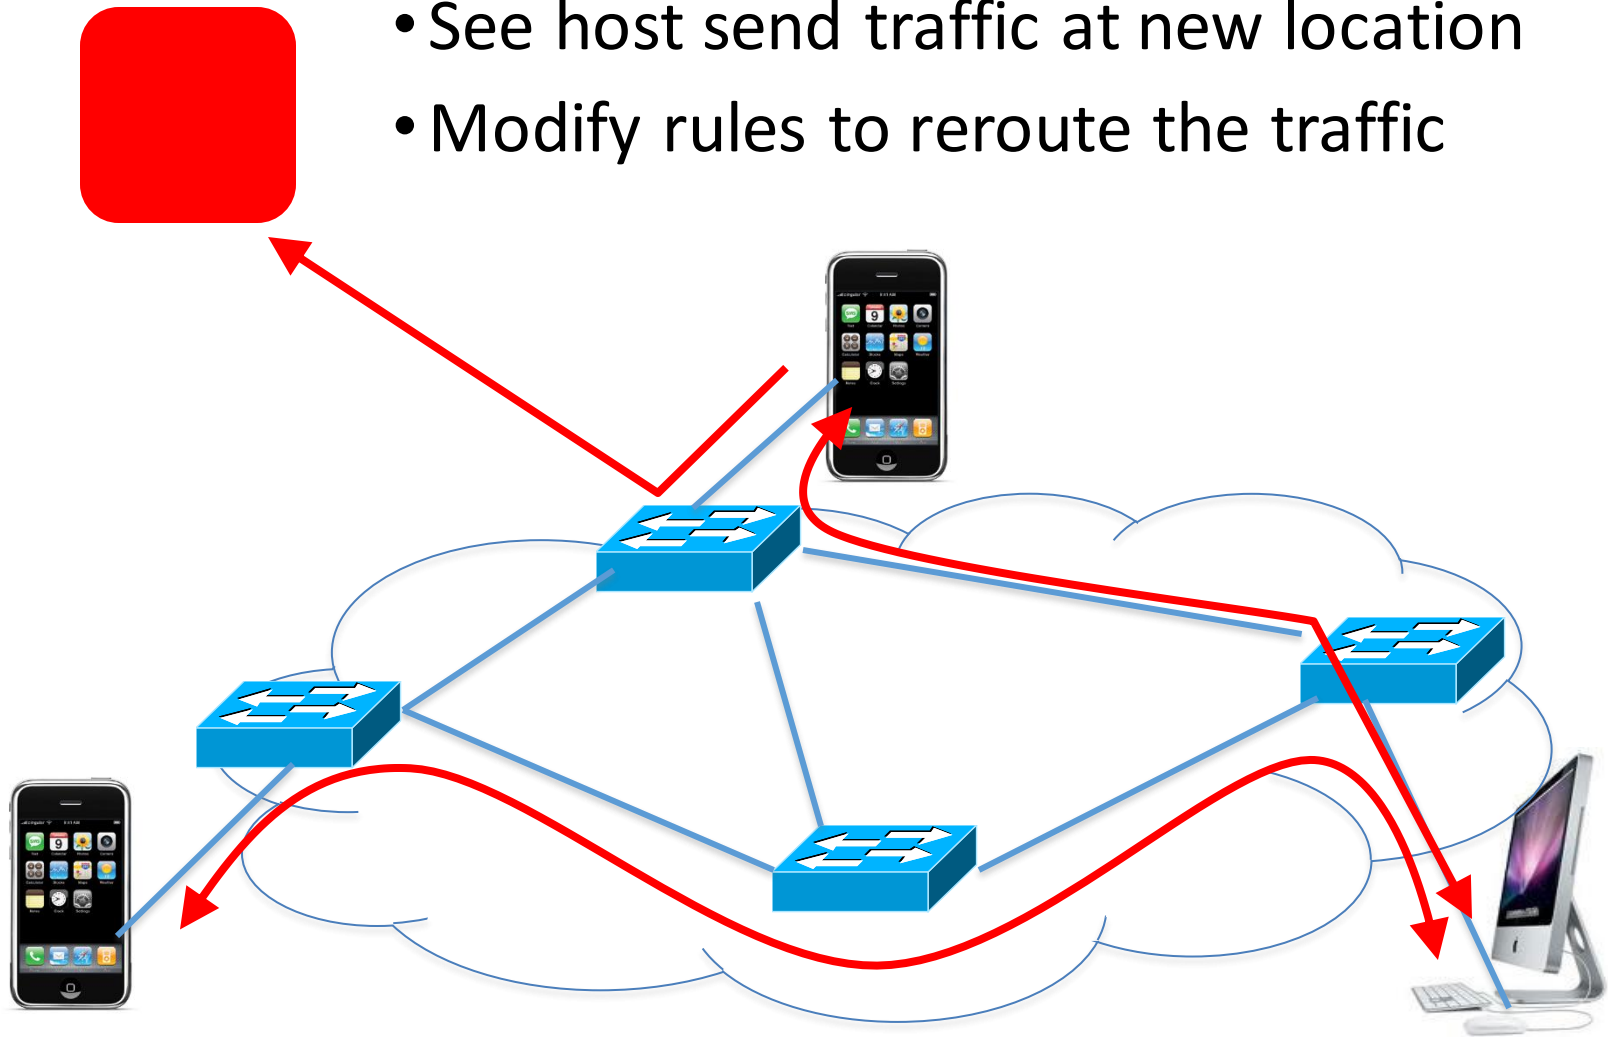 • See host send traffic at new location
• Modify rules to reroute the traffic